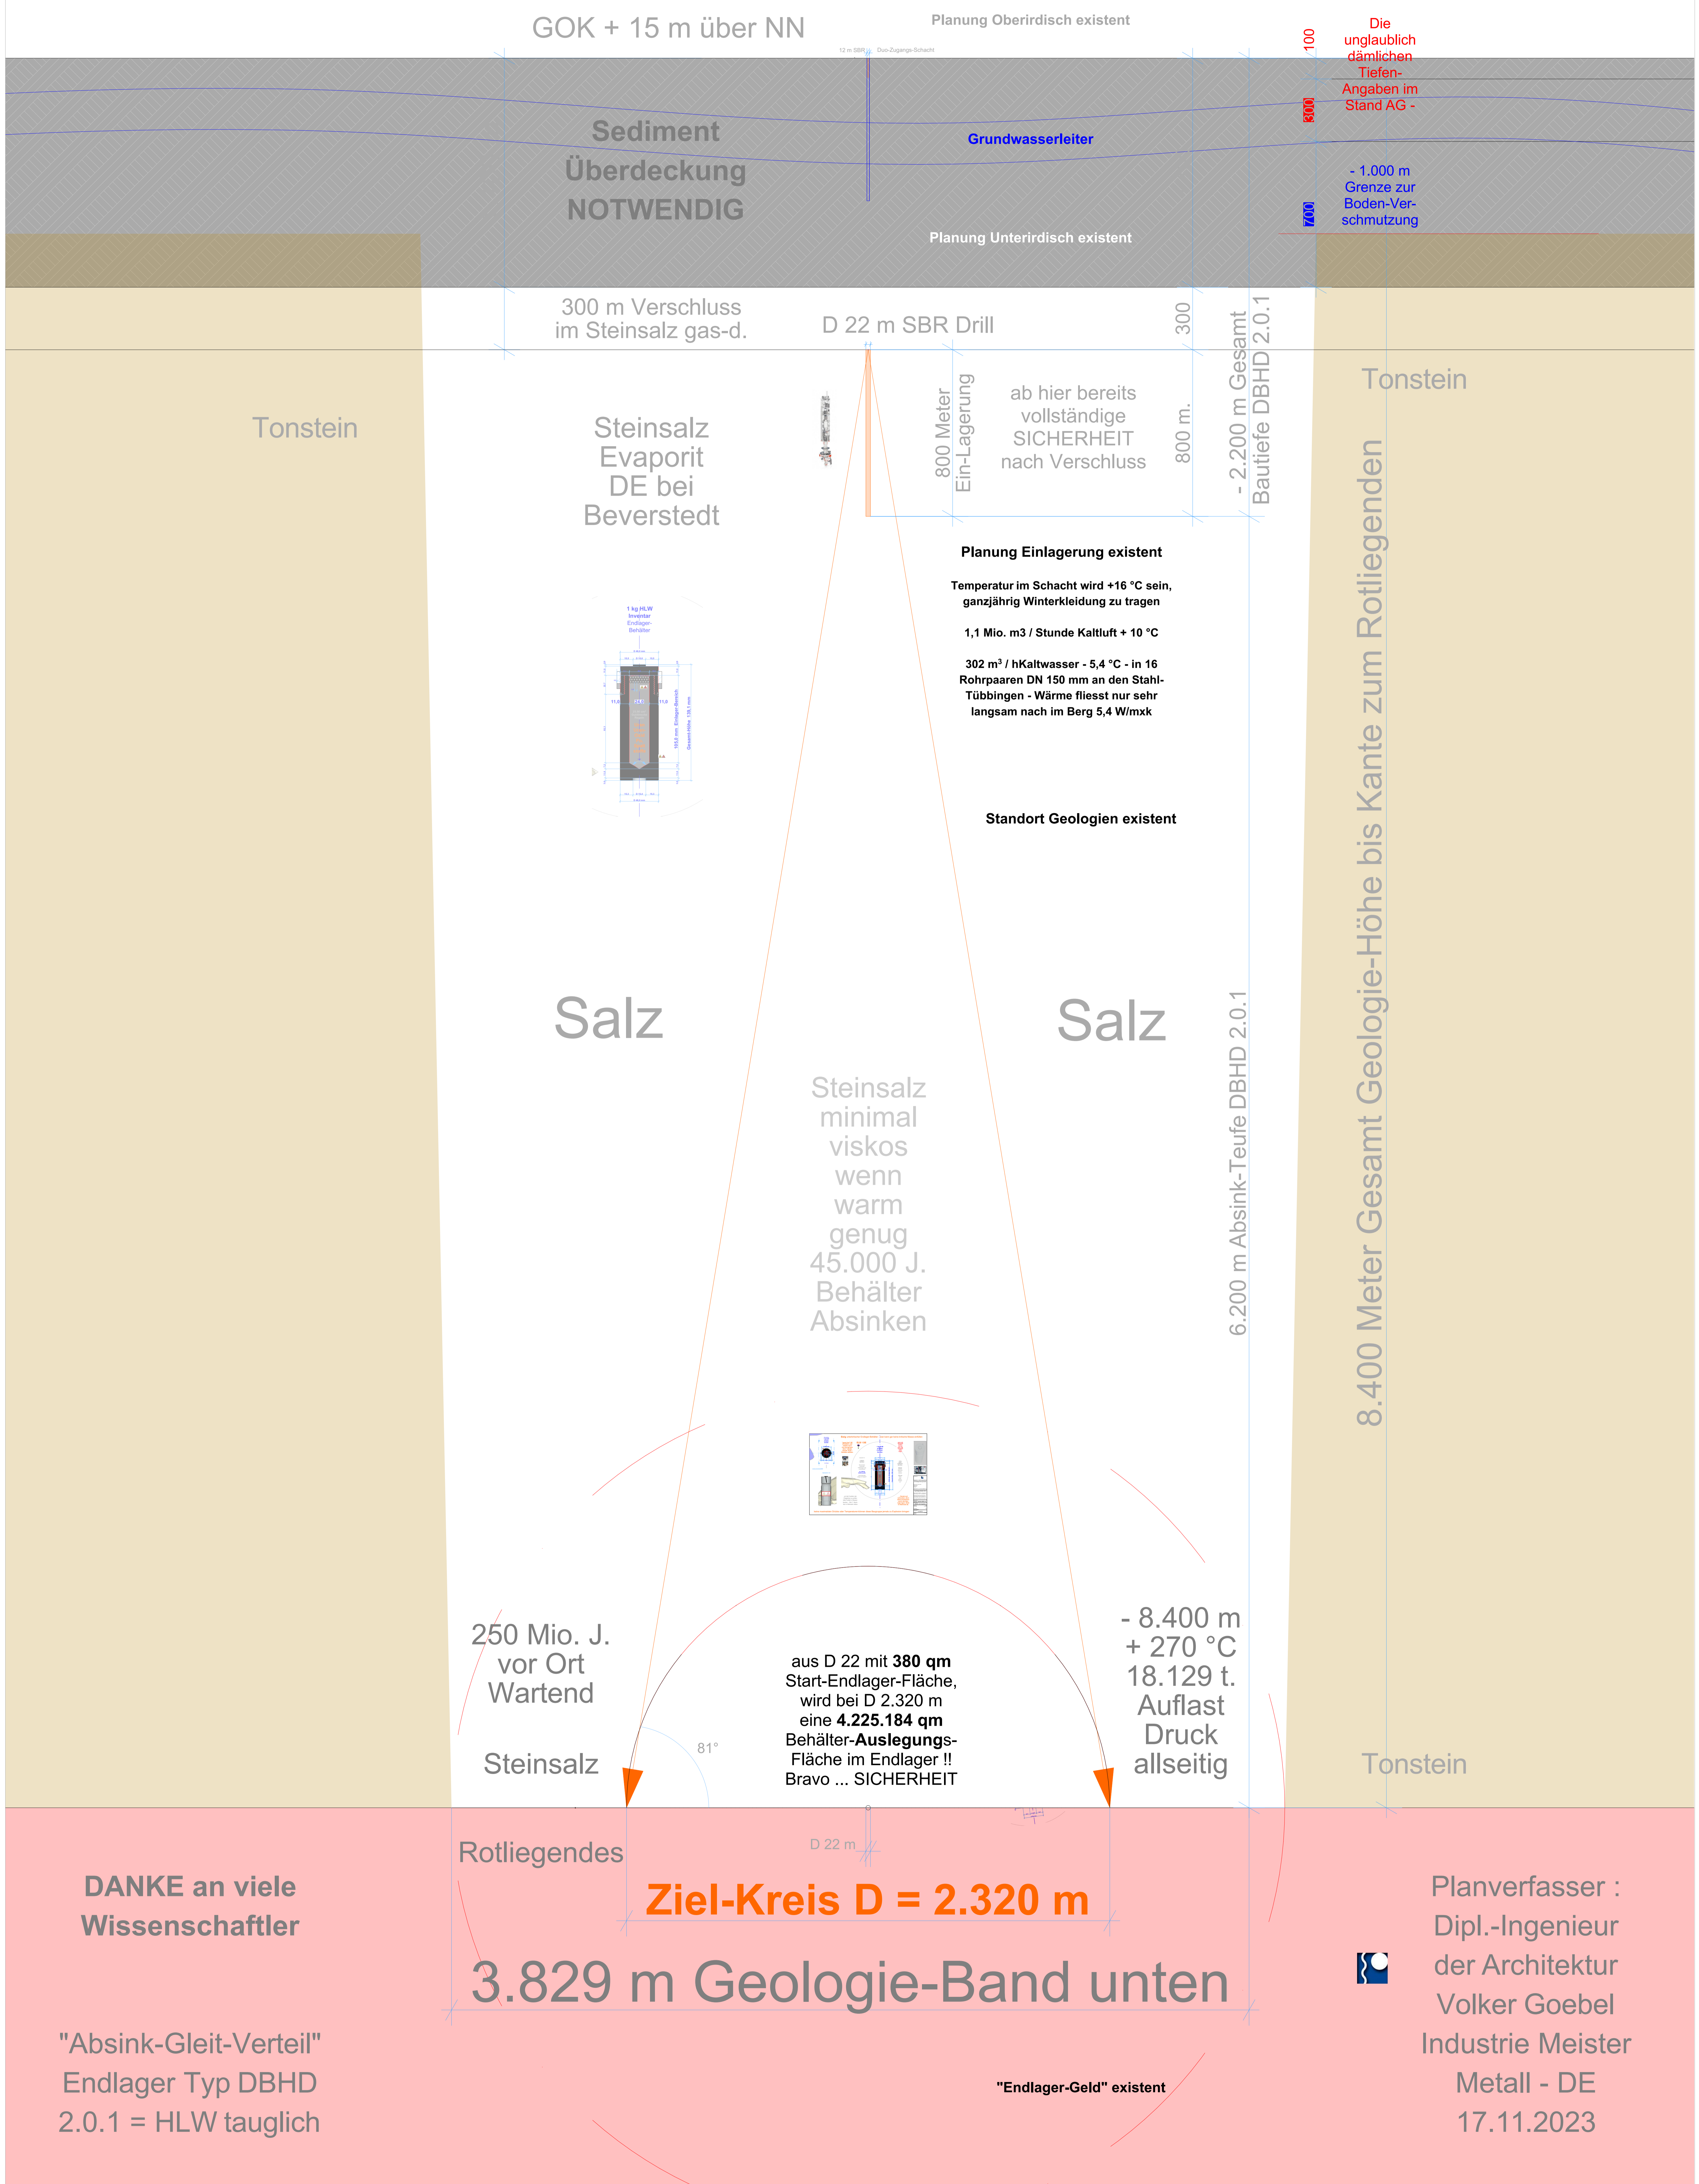 GOK + 15 m über NN
Planung Oberirdisch existent
12 m SBR
Duo-Zugangs-Schacht
100
Die
unglaublich
dämlichen
Tiefen-
Angaben im
Stand AG -
300
Sediment
Überdeckung
NOTWENDIG
Grundwasserleiter
- 1.000 m
Grenze zur
Boden-Ver-
schmutzung
700
Planung Unterirdisch existent
300 m Verschluss
im Steinsalz gas-d.
D 22 m SBR Drill
300
- 2.200 m Gesamt
Bautiefe DBHD 2.0.1
Tonstein
Tonstein
Steinsalz
Evaporit
DE bei
Beverstedt
800 Meter
Ein-Lagerung
ab hier bereits
vollständige
SICHERHEIT
nach Verschluss
800 m.
8.400 Meter Gesamt Geologie-Höhe bis Kante zum Rotliegenden
Planung Einlagerung existent
Temperatur im Schacht wird +16 °C sein,
ganzjährig Winterkleidung zu tragen
1,1 Mio. m3 / Stunde Kaltluft + 10 °C
302 m³ / hKaltwasser - 5,4 °C - in 16
Rohrpaaren DN 150 mm an den Stahl-
Tübbingen - Wärme fliesst nur sehr
langsam nach im Berg 5,4 W/mxk
1 kg HLW
Inventar
Endlager-
Behälter
Standort Geologien existent
Salz
Salz
6.200 m Absink-Teufe DBHD 2.0.1
Steinsalz
minimal
viskos
wenn
warm
genug
45.000 J.
Behälter
Absinken
250 Mio. J.
vor Ort
Wartend
Steinsalz
81°
aus D 22 mit 380 qm
Start-Endlager-Fläche,
wird bei D 2.320 m
eine 4.225.184 qm
Behälter-Auslegungs-
Fläche im Endlager !!
Bravo ... SICHERHEIT
- 8.400 m
+ 270 °C
18.129 t.
Auflast
Druck
allseitig
Tonstein
Rotliegendes
D 22 m
Ziel-Kreis D = 2.320 m
3.829 m Geologie-Band unten
DANKE an viele
Wissenschaftler
"Absink-Gleit-Verteil"
Endlager Typ DBHD
2.0.1 = HLW tauglich
"Endlager-Geld" existent
Planverfasser :
Dipl.-Ingenieur
der Architektur
Volker Goebel
Industrie Meister
Metall - DE
17.11.2023